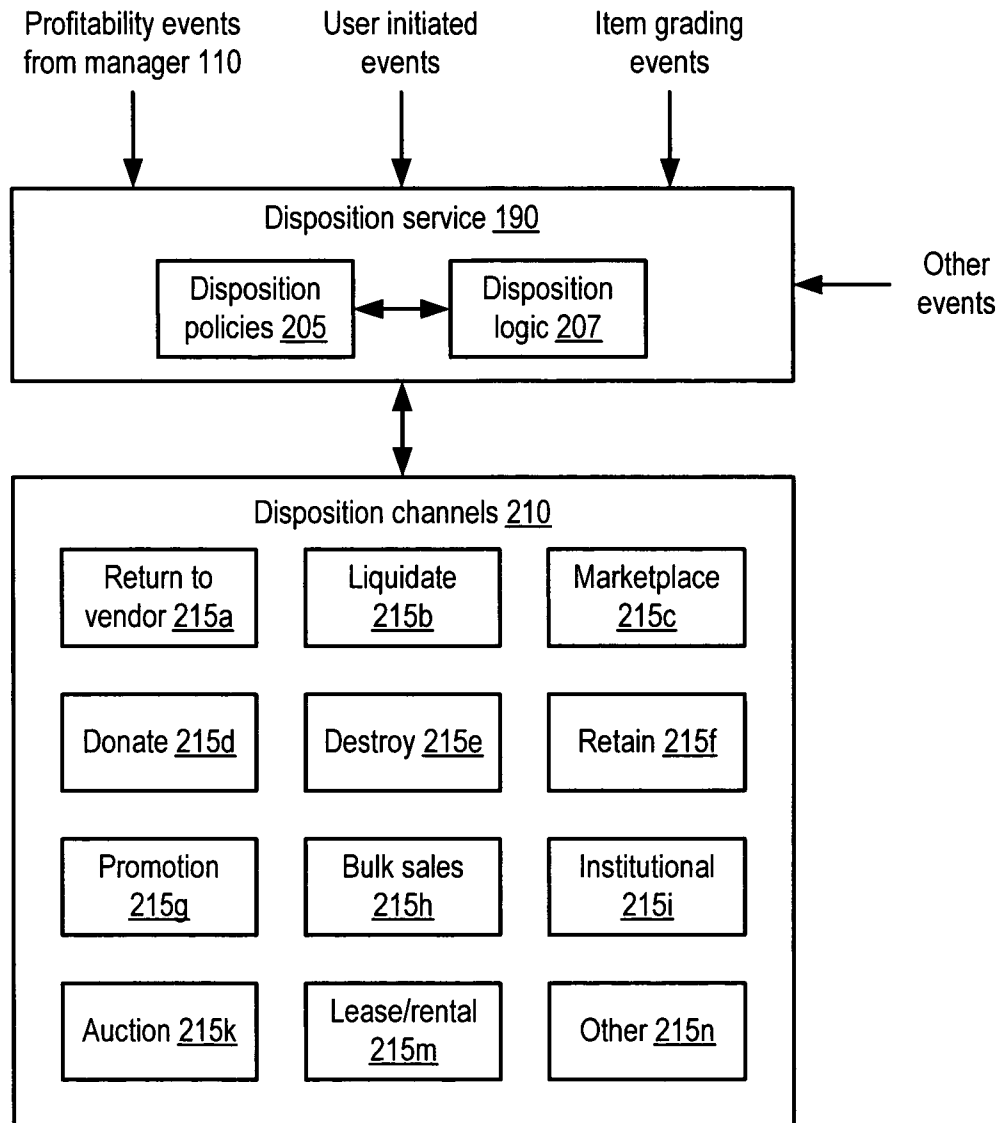 Profitability events
from manager 110
User initiated
events
Item grading
events
Disposition service 190
Disposition
policies 205
Disposition
logic 207
Other
events
Disposition channels 210
Return to
vendor 215a
Liquidate
215b
Marketplace
215c
Donate 215d
Destroy 215e
Retain 215f
Promotion
215g
Bulk sales
215h
Institutional
215i
Auction 215k
Lease/rental
215m
Other 215n